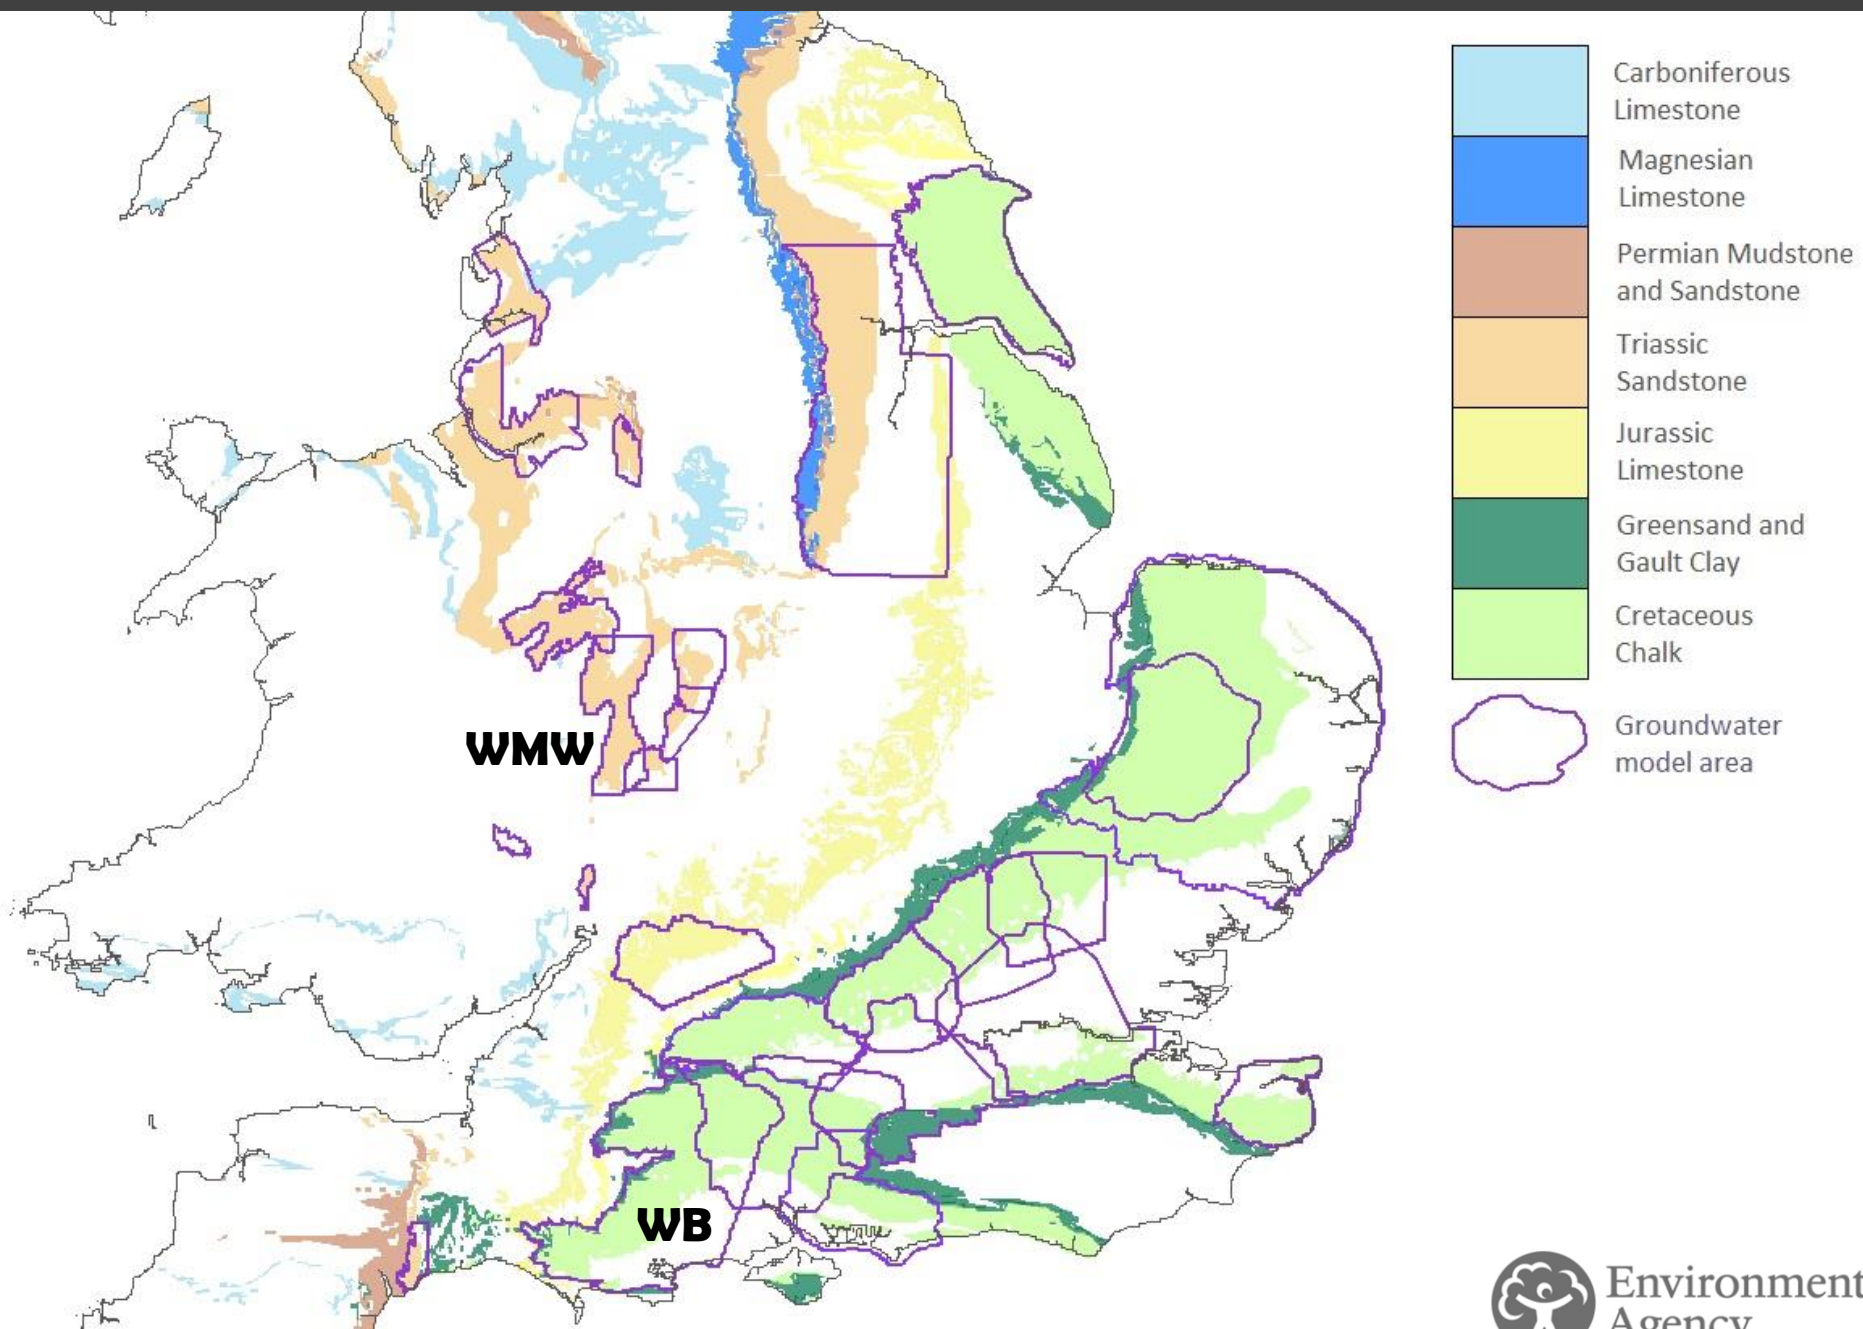 Carboniferous
Limestone
Magnesian
Limestone
Permian Mudstone
and Sandstone
Triassic
Sandstone
Jurassic
Limestone
Greensand and
Gault Clay
Cretaceous
Chalk
Groundwater
model area
WMW
WB
Environment
Agency